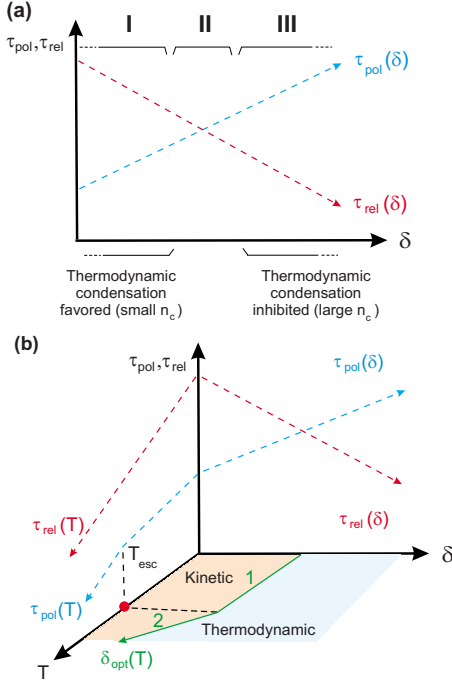 (a)
I II III
τpol,τrel
τpol(δ)
τrel(δ)
δ
Thermodynamic
condensation
favored (small nc)
Thermodynamic
condensation
inhibited (large nc)
(b)
τpol,τrel
τpol(δ)
τrel(T)
τrel(δ)
Tesc
δ
Kinetic
1
τpol(T)
2
Thermodynamic
T
δopt(T)